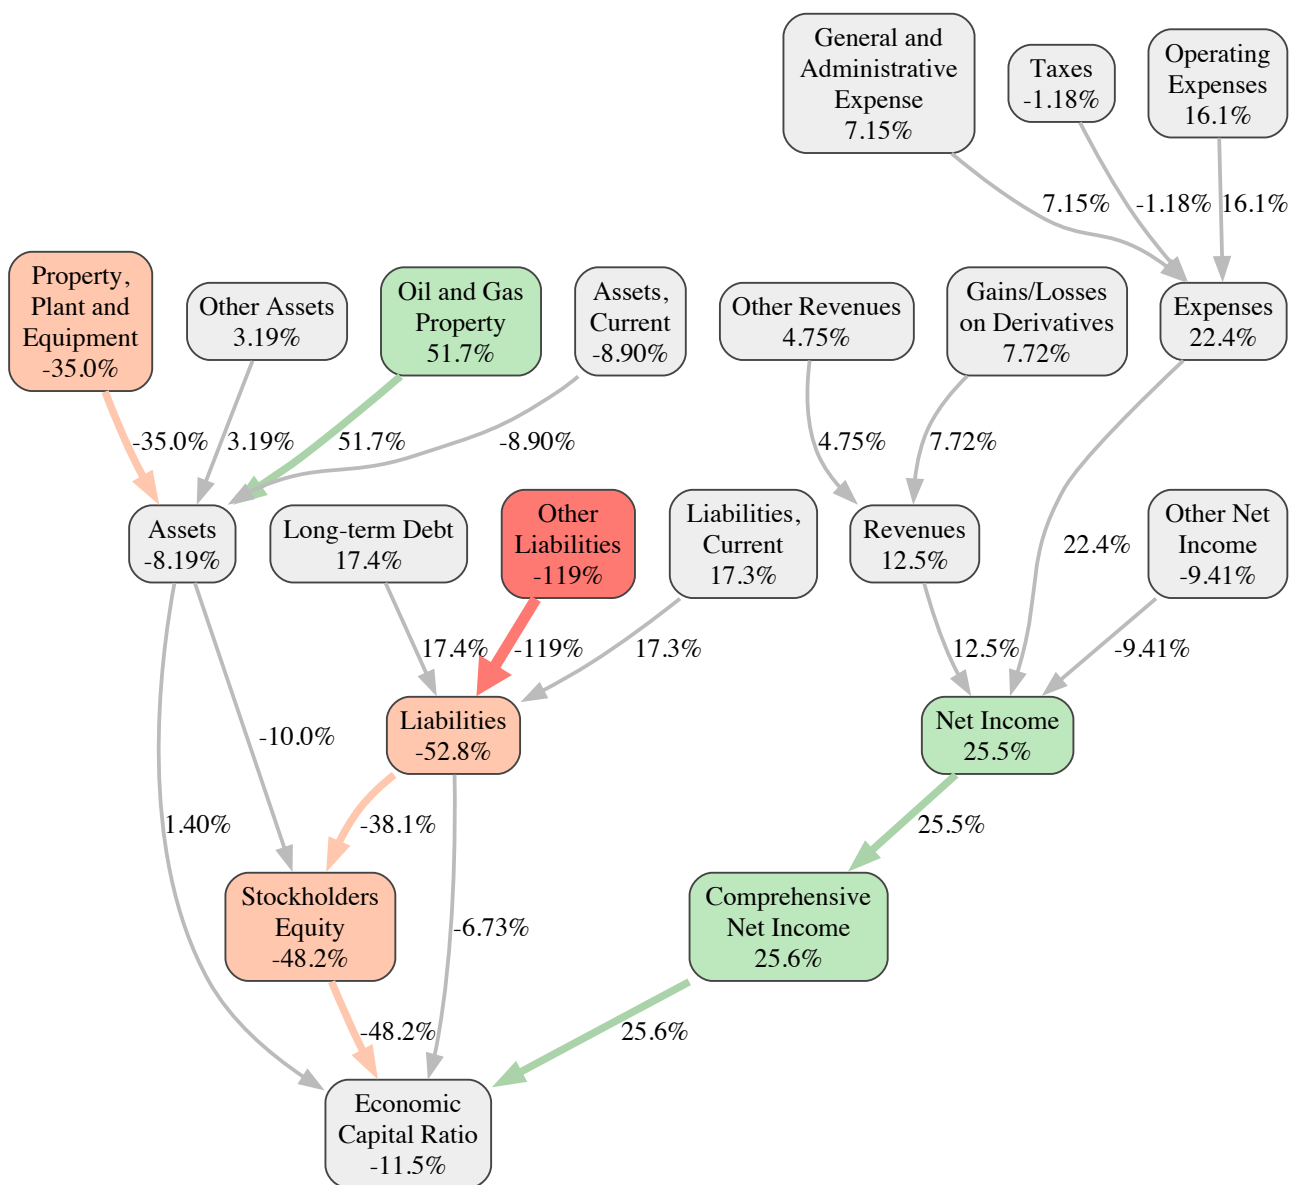 General and
Administrative
Expense
7.15%
Taxes
-1.18%
Operating
Expenses
16.1%
7.15%
-1.18%
16.1%
Property,
Plant and
Equipment
-35.0%
Other Assets
3.19%
Oil and Gas
Property
51.7%
Assets,
Current
-8.90%
Other Revenues
4.75%
Gains/Losses
on Derivatives
7.72%
Expenses
22.4%
-35.0%
3.19%
51.7%
-8.90%
4.75%
7.72%
Assets
-8.19%
Long-term Debt
17.4%
Other
Liabilities
-119%
Liabilities,
Current
17.3%
Revenues
12.5%
22.4%
Other Net
Income
-9.41%
17.4%
-119%
17.3%
12.5%
-9.41%
-10.0%
Liabilities
-52.8%
Net Income
25.5%
1.40%
-38.1%
25.5%
Stockholders
Equity
-48.2%
-6.73%
Comprehensive
Net Income
25.6%
-48.2%
25.6%
Economic
Capital Ratio
-11.5%